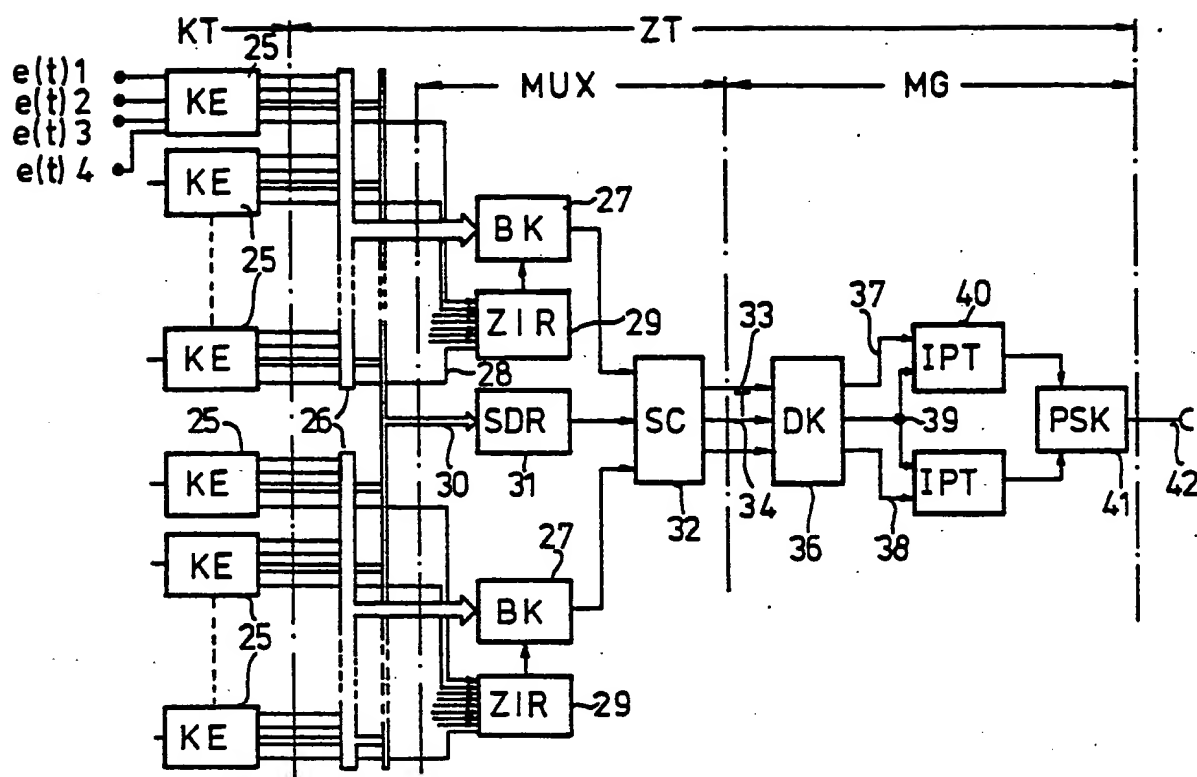 KT
ZT
25
e(t)1
e(t)2
e(t)3
e(t)4
KE
MUX
MG
KE
25
27
BK
25
KE
ZIR
29
28
33
37
40
IPT
25
26
SDR
SC
DK
39
PSK
KE
30
31
34
IPT
41
42
32
36
38
KE
27
BK
25
25
KE
ZIR
29